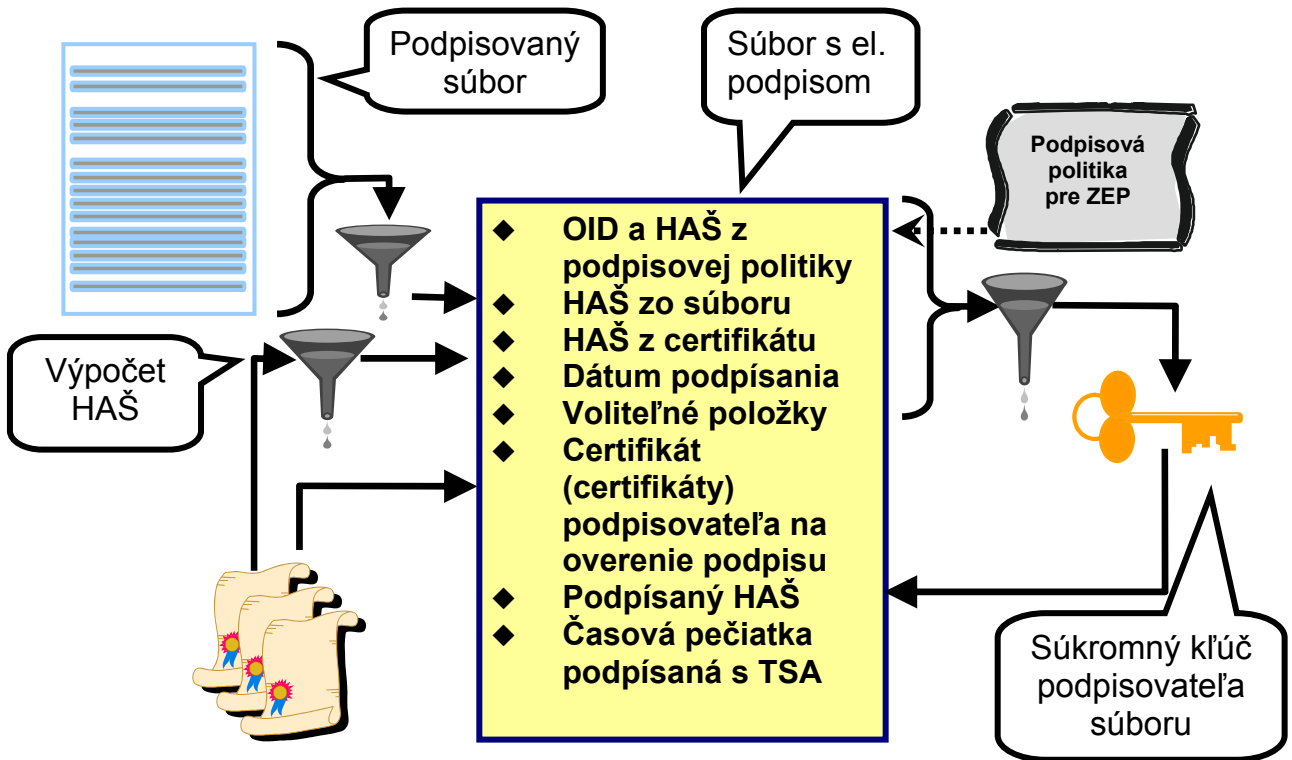 Podpisovaný
súbor
Súbor s el.
podpisom
Podpisová
politika
pre ZEP
Výpočet
HAŠ
◆ OID a HAŠ z
podpisovej politiky
◆ HAŠ zo súboru
◆ HAŠ z certifikátu
◆ Dátum podpísania
◆ Voliteľné položky
◆ Certifikát
(certifikáty)
podpisovateľa na
overenie podpisu
◆ Podpísaný HAŠ
◆ Časová pečiatka
podpísaná s TSA
Súkromný kľúč
podpisovateľa
súboru